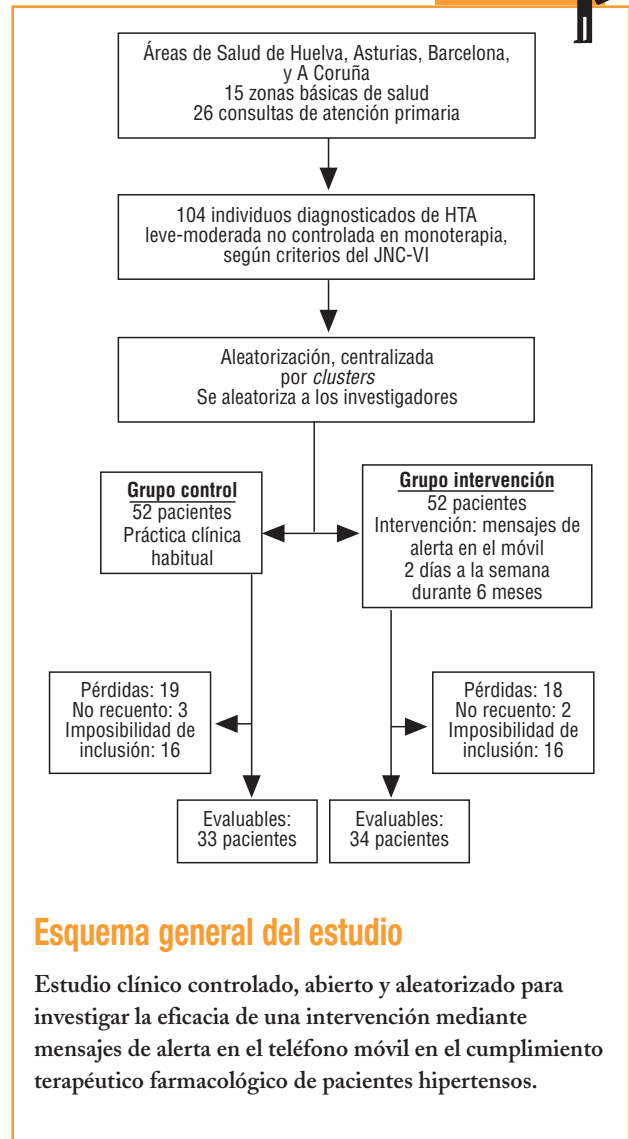 Áreas de Salud de Huelva, Asturias, Barcelona,
y A Coruña
15 zonas básicas de salud
26 consultas de atención primaria
104 individuos diagnosticados de HTA
leve-moderada no controlada en monoterapia,
según criterios del JNC-VI
Aleatorización, centralizada
por clusters
Se aleatoriza a los investigadores
Grupo control
52 pacientes
Práctica clínica
habitual
Grupo intervención
52 pacientes
Intervención: mensajes de
alerta en el móvil
2 días a la semana
durante 6 meses
Pérdidas: 19
No recuento: 3
Imposibilidad de
inclusión: 16
Pérdidas: 18
No recuento: 2
Imposibilidad de
inclusión: 16
Evaluables:
33 pacientes
Evaluables:
34 pacientes
Esquema general del estudio
Estudio clínico controlado, abierto y aleatorizado para
investigar la eficacia de una intervención mediante
mensajes de alerta en el teléfono móvil en el cumplimiento
terapéutico farmacológico de pacientes hipertensos.